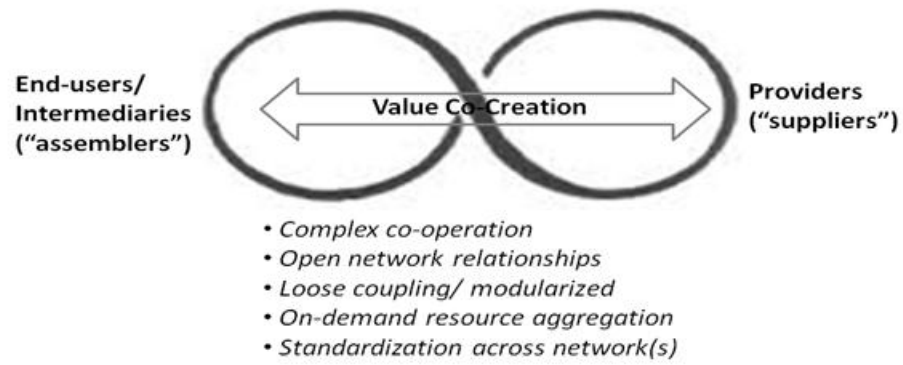 End-users/
Intermediaries
(“assemblers”)
Value Co-Creation
Providers
(“suppliers”)
• Complex co-operation
• Open network relationships
• Loose coupling/ modularized
• On-demand resource aggregation
• Standardization across network(s)